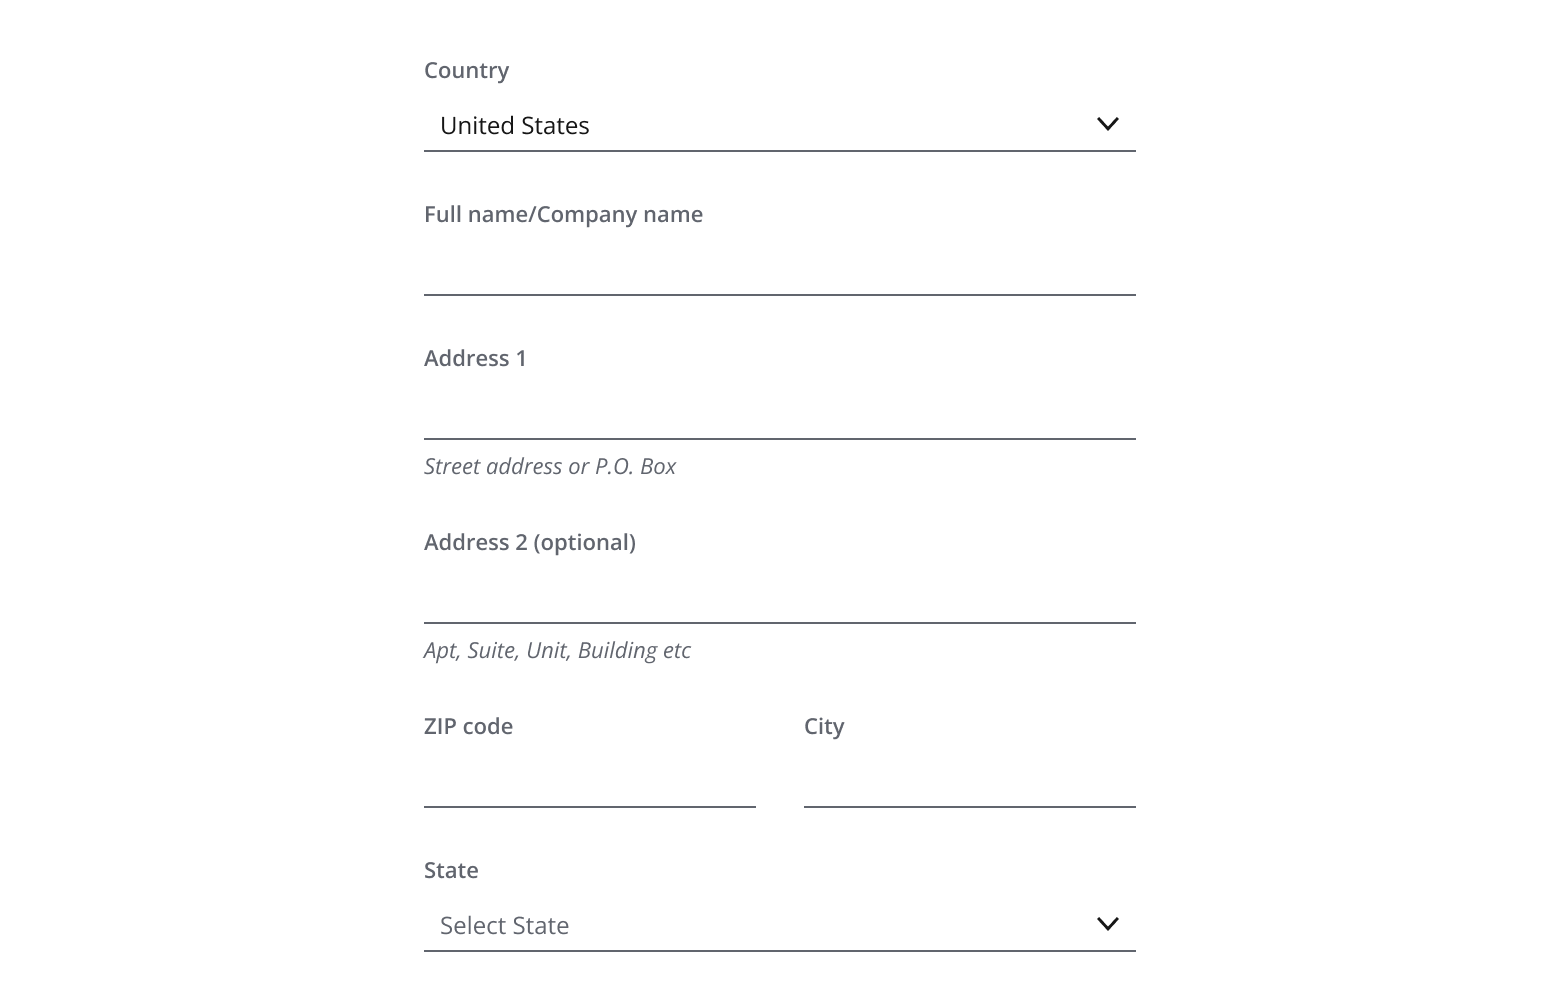 Country
United States
Full name/Company name
Address 1
Street address or P.O. Box
Address 2 (optional)
Apt, Suite, Unit, Building etc
ZIP code
City
State
Select State